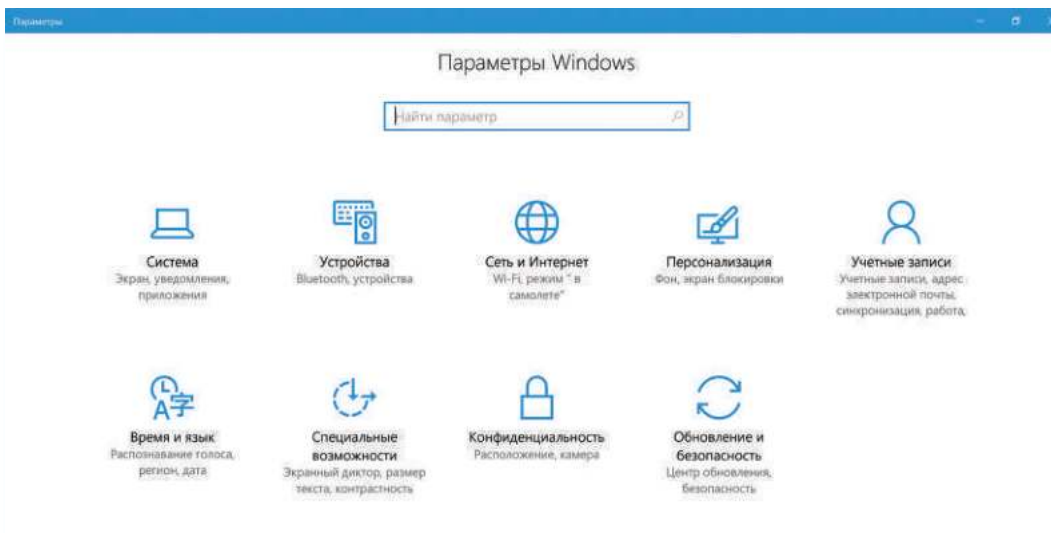 Параметры
Параметры Windows
Найти параметр
Система
Экран, уведомления,
приложения
Устройства
Bluetooth, устройства
Сеть и Интернет
Wi-Fi, режим " в
самолете"
Персонализация
Фон, экран блокировки
Учетные записи
Учетные записи, адрес
электронной почты,
синхронизация, работа,
Время и язык
Распознавание голоса,
регион, дата
Специальные
возможности
Экранный диктор, размер
текста, контрастность
Конфиденциальность
Расположение, камера
Обновление и
безопасность
Центр обновления,
безопасность